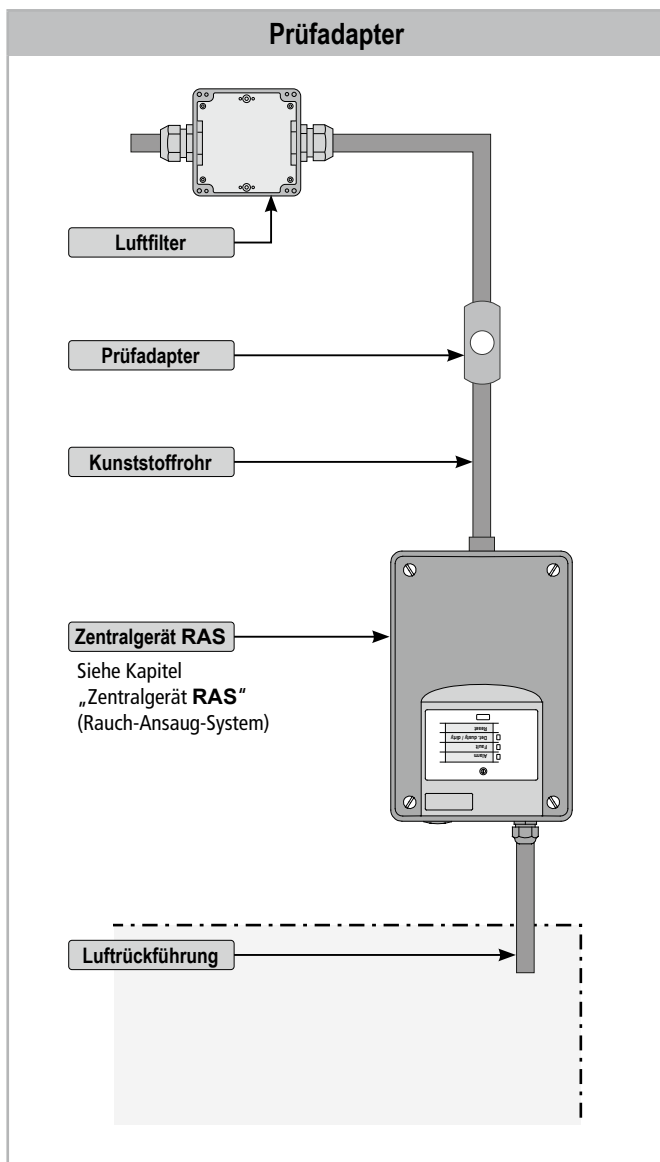 Prüfadapter
Luftfilter
Prüfadapter
Kunststoffrohr
Zentralgerät RAS
Siehe Kapitel
„Zentralgerät RAS“
(Rauch-Ansaug-System)
Reset
Det. dusty / dirty
Fault
Alarm
Luftrückführung